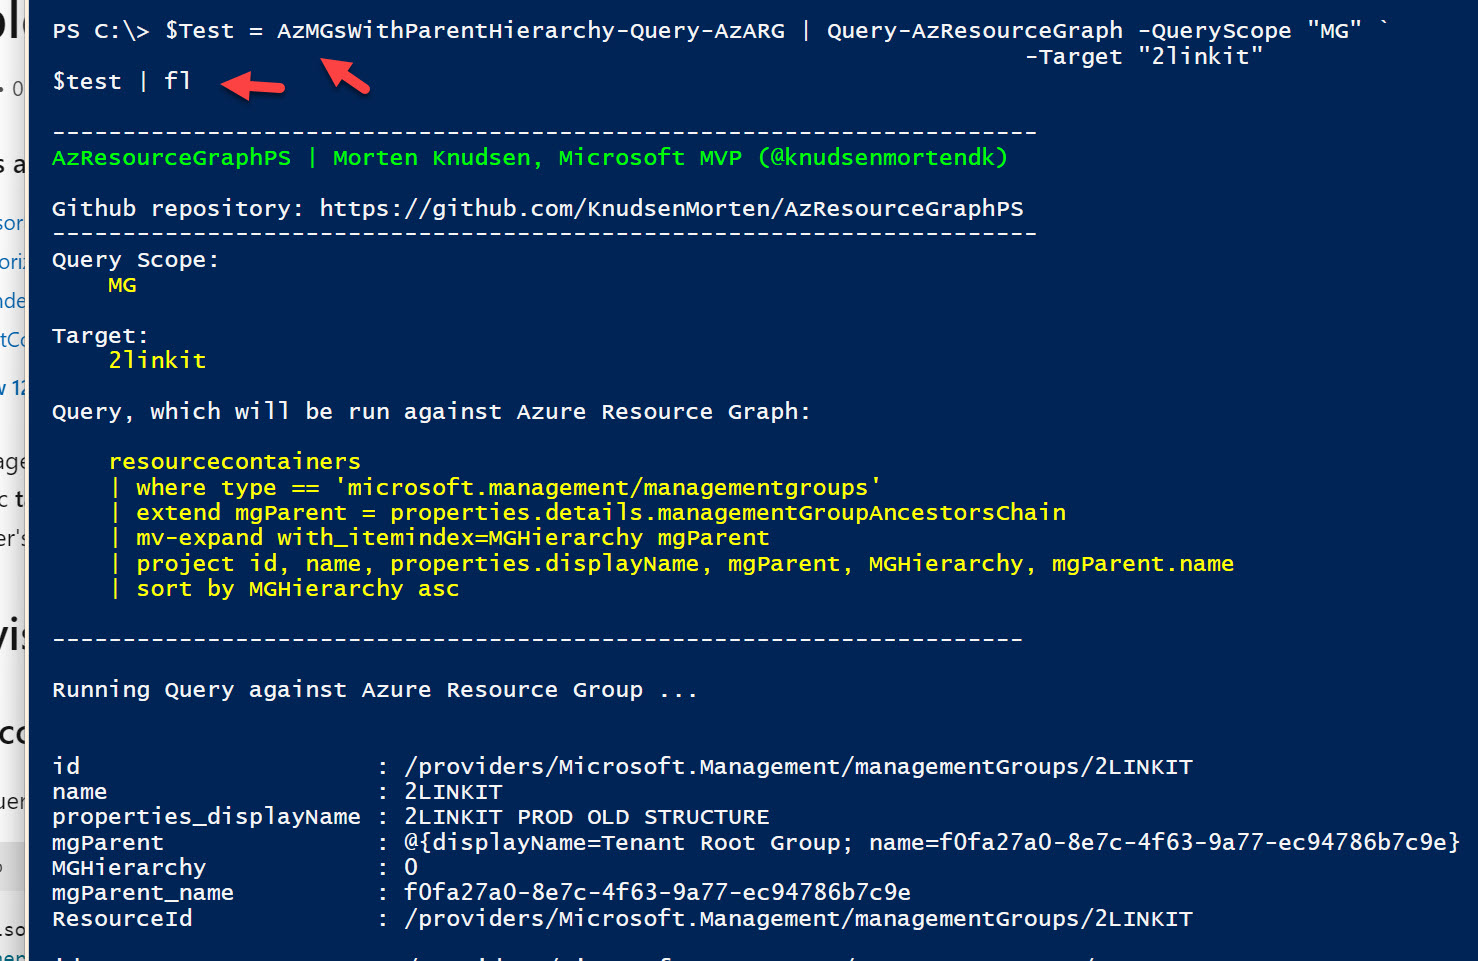 PS C:\> $Test = AzMGsWithParentHierarchy-Query-AzARG | Query-AzResourceGraph -QueryScope "MG" `
-Target "2linkit"
$test | fl
----------------------------------------------------------------------
AzResourceGraphPS | Morten Knudsen, Microsoft MVP (@knudsenmortendk)
Github repository: https://github.com/KnudsenMorten/AzResourceGraphPS
----------------------------------------------------------------------
Query Scope:
MG
Target:
2linkit
Query, which will be run against Azure Resource Graph:
resourcecontainers
| where type == 'microsoft.management/managementgroups'
| extend mgParent = properties.details.managementGroupAncestorsChain
| mv-expand with_itemindex=MGHierarchy mgParent
| project id, name, properties.displayName, mgParent, MGHierarchy, mgParent.name
| sort by MGHierarchy asc
---------------------------------------------------------------------
Running Query against Azure Resource Group ...
id : /providers/Microsoft.Management/managementGroups/2LINKIT
name : 2LINKIT
properties_displayName : 2LINKIT PROD OLD STRUCTURE
mgParent : @{displayName=Tenant Root Group; name=f0fa27a0-8e7c-4f63-9a77-ec94786b7c9e}
MGHierarchy : 0
mgParent_name : f0fa27a0-8e7c-4f63-9a77-ec94786b7c9e
ResourceId : /providers/Microsoft.Management/managementGroups/2LINKIT